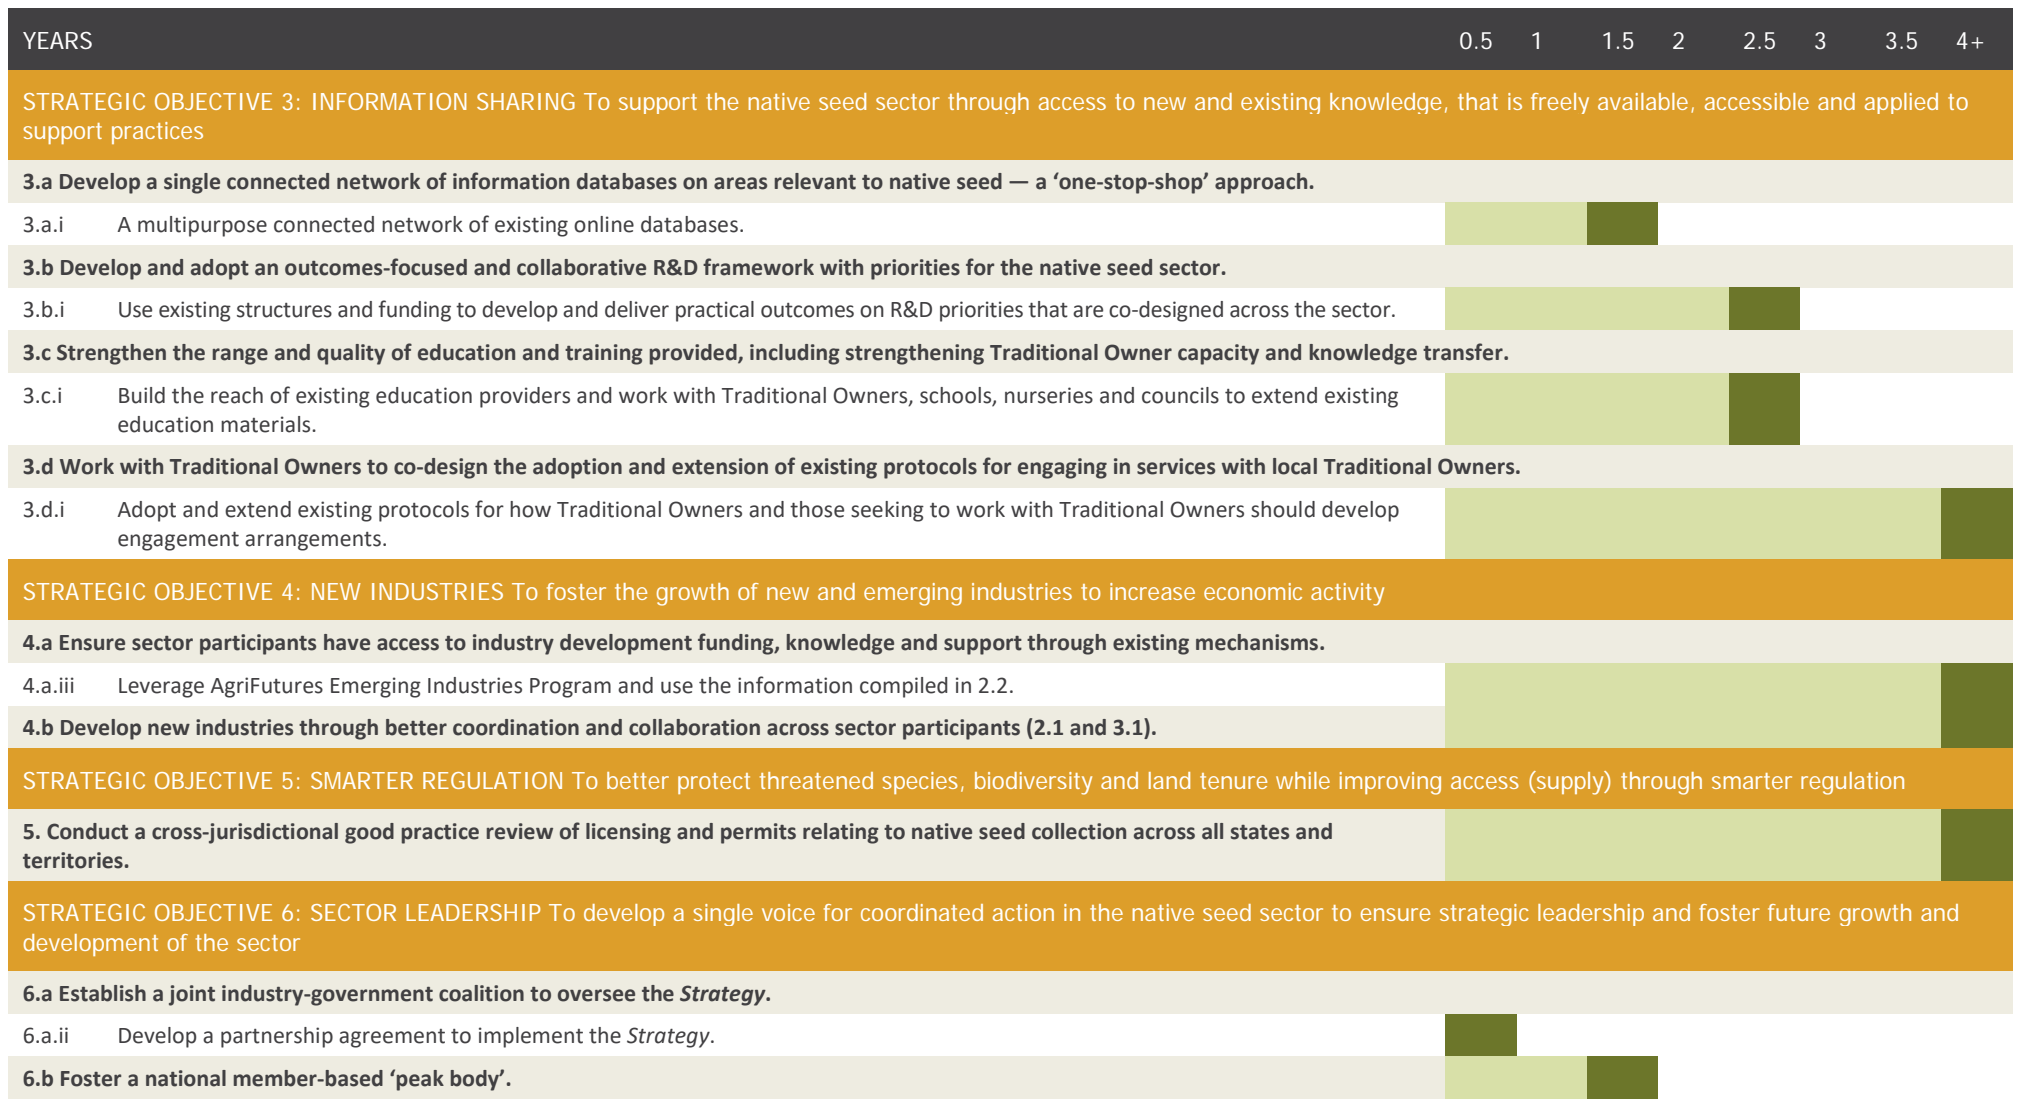 YEARS 0.5 1 1.5 2 2.5 3 3.5 4+
STRATEGIC OBJECTIVE 3: INFORMATION SHARING To support the native seed sector through access to new and existing knowledge, that is freely available, accessible and applied to
support practices
3.a Develop a single connected network of information databases on areas relevant to native seed — a ‘one-stop-shop’ approach.
3.a.i A multipurpose connected network of existing online databases.
3.b Develop and adopt an outcomes-focused and collaborative R&D framework with priorities for the native seed sector.
3.b.i Use existing structures and funding to develop and deliver practical outcomes on R&D priorities that are co-designed across the sector.
3.c Strengthen the range and quality of education and training provided, including strengthening Traditional Owner capacity and knowledge transfer.
3.c.i Build the reach of existing education providers and work with Traditional Owners, schools, nurseries and councils to extend existing
education materials.
3.d Work with Traditional Owners to co-design the adoption and extension of existing protocols for engaging in services with local Traditional Owners.
3.d.i Adopt and extend existing protocols for how Traditional Owners and those seeking to work with Traditional Owners should develop
engagement arrangements.
STRATEGIC OBJECTIVE 4: NEW INDUSTRIES To foster the growth of new and emerging industries to increase economic activity
4.a Ensure sector participants have access to industry development funding, knowledge and support through existing mechanisms.
4.a.iii Leverage AgriFutures Emerging Industries Program and use the information compiled in 2.2.
4.b Develop new industries through better coordination and collaboration across sector participants (2.1 and 3.1).
STRATEGIC OBJECTIVE 5: SMARTER REGULATION To better protect threatened species, biodiversity and land tenure while improving access (supply) through smarter regulation
5. Conduct a cross-jurisdictional good practice review of licensing and permits relating to native seed collection across all states and
territories.
STRATEGIC OBJECTIVE 6: SECTOR LEADERSHIP To develop a single voice for coordinated action in the native seed sector to ensure strategic leadership and foster future growth and
development of the sector
6.a Establish a joint industry-government coalition to oversee the Strategy.
6.a.ii Develop a partnership agreement to implement the Strategy.
6.b Foster a national member-based ‘peak body’.